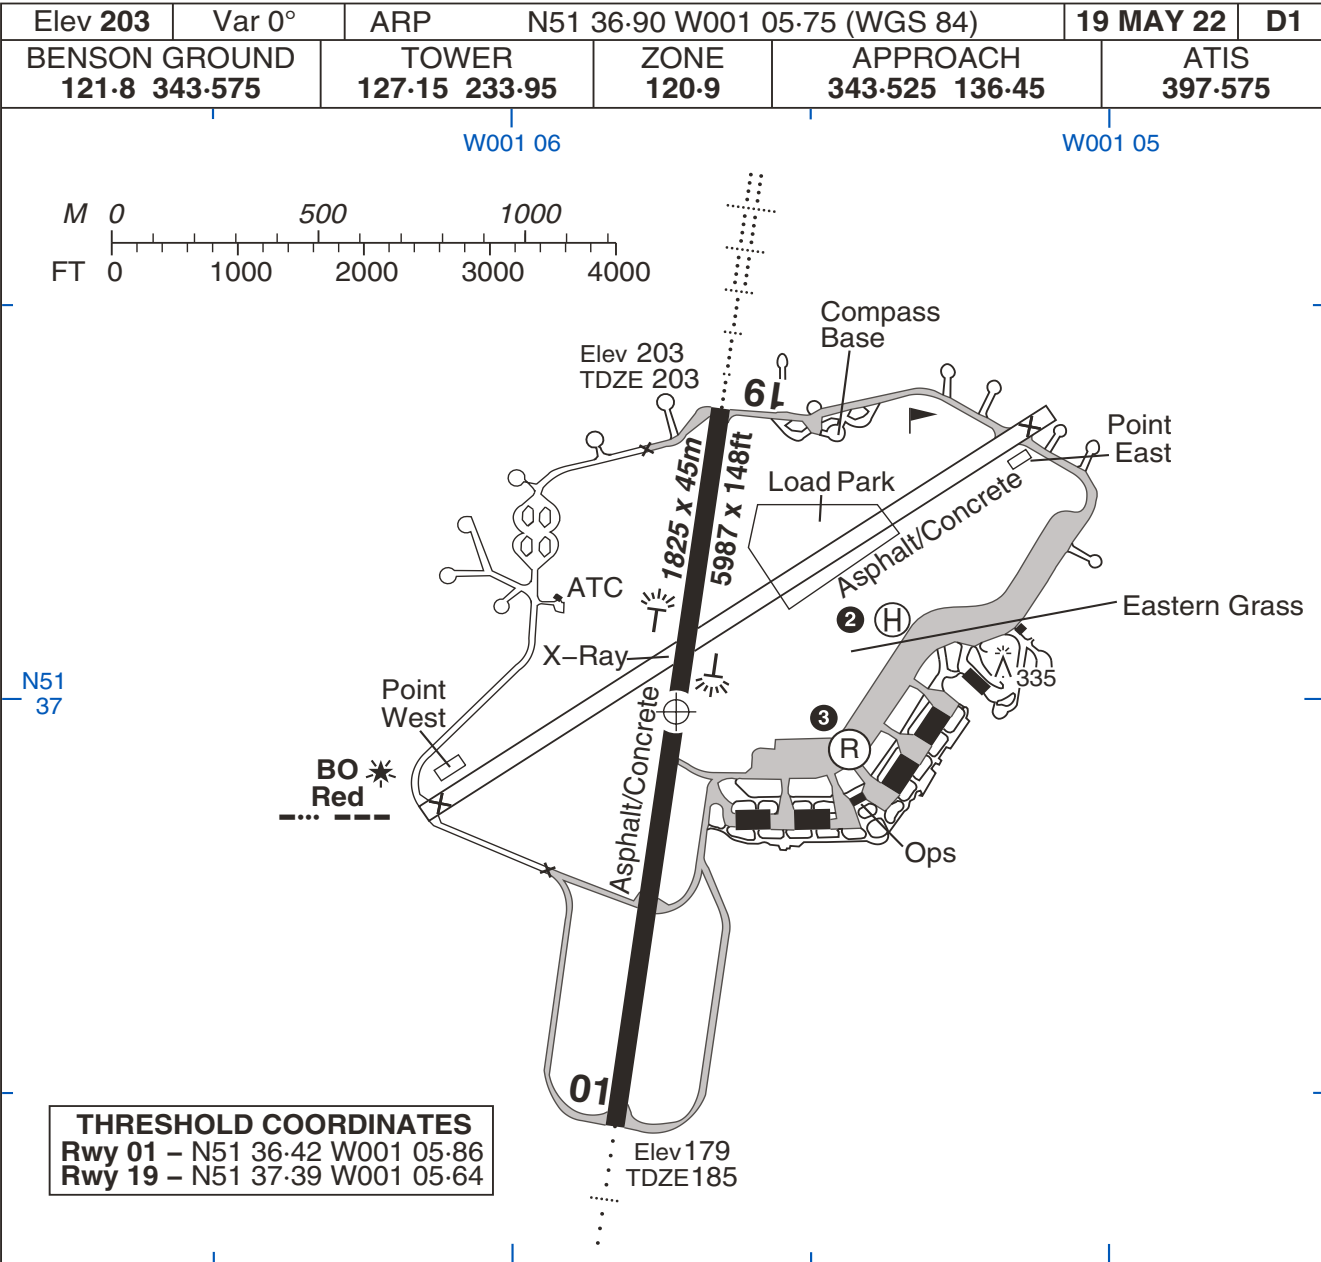 Elev 203 Var 0° ARP N51 36·90 W001 05·75 (WGS 84) 19 MAY 22 D1
BENSON GROUND TOWER ZONE APPROACH ATIS
121·8 343·575 127·15 233·95 120·9 343·525 136·45 397·575
W001 06 W001 05
M 0 500 1000
FT 0 1000 2000 3000 4000
Compass
Base
Elev 203
TDZE 203
19
Point
East
1825 x 45m
5987 x 148ft
Load Park
Asphalt/Concrete
ATC
2 H
Eastern Grass
X–Ray
335
N51
37
Point
West
3
R
Asphalt/Concrete
BO
Red
Ops
01
THRESHOLD COORDINATES
Rwy 01 – N51 36·42 W001 05·86
Rwy 19 – N51 37·39 W001 05·64
Elev 179
TDZE 185